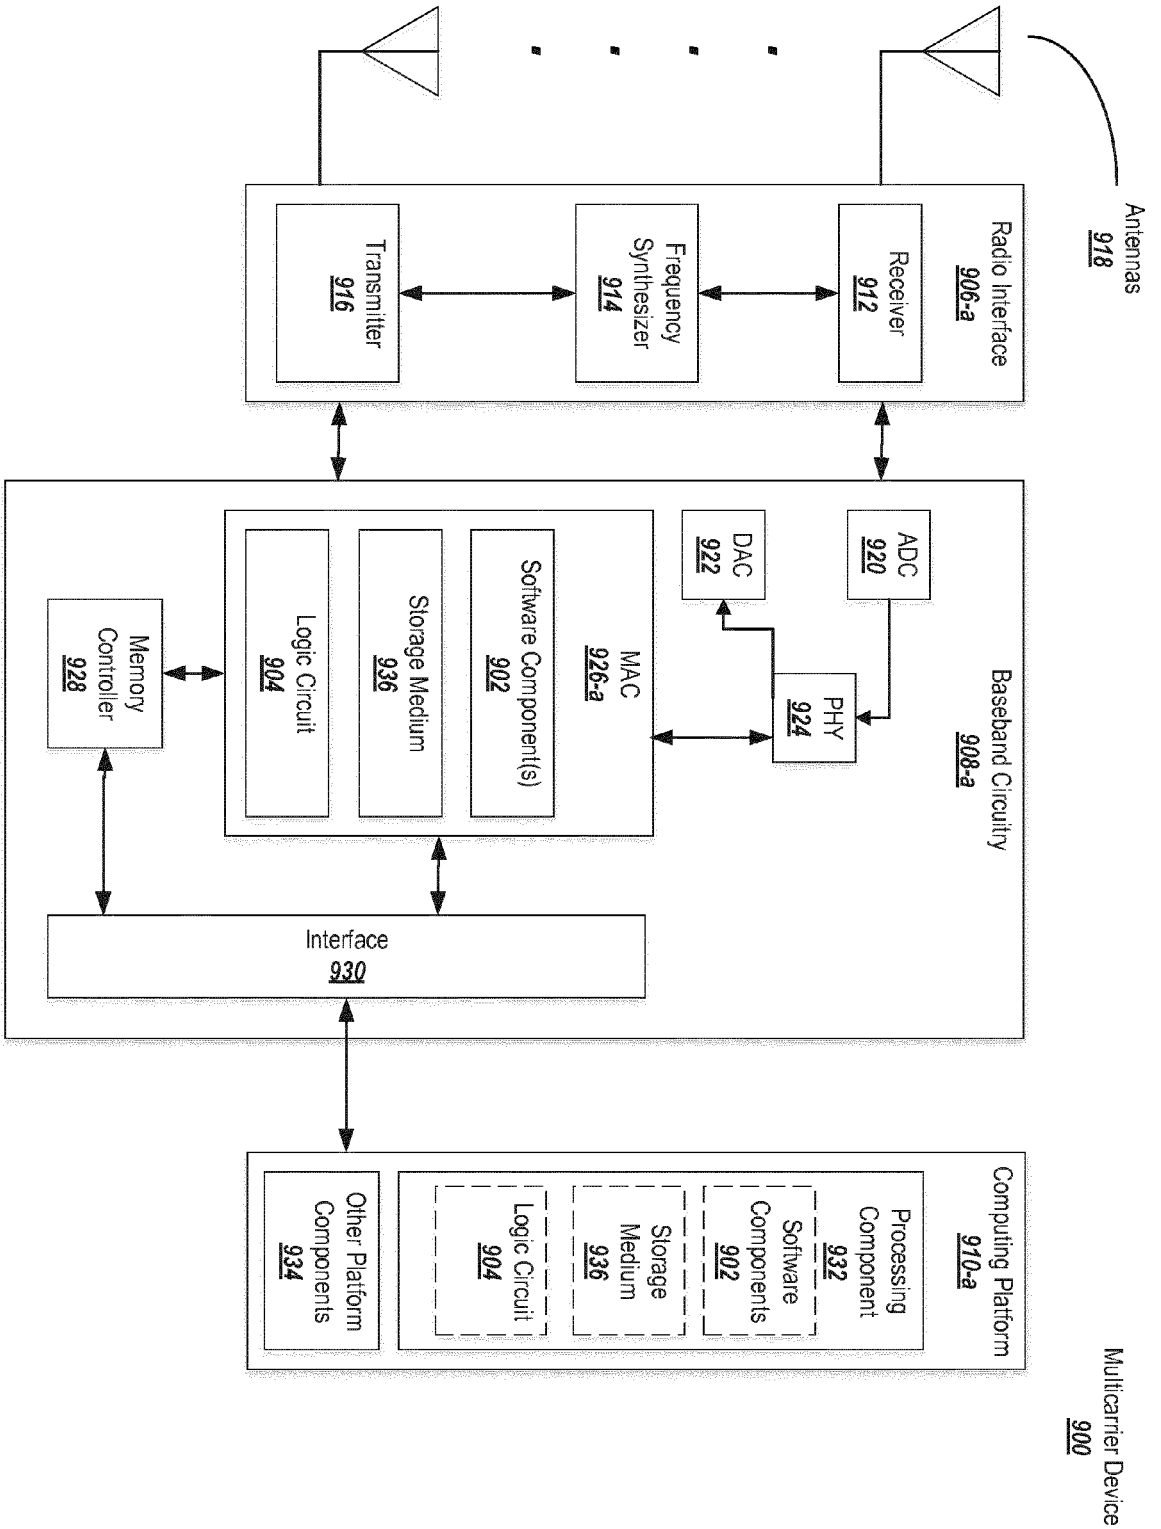 Multicarrier Device
900
Antennas
918
Radio Interface
906-a
Receiver
912
Frequency
Synthesizer
914
Transmitter
916
Baseband Circuitry
908-a
ADC
920
DAC
922
PHY
924
MAC
926-a
Software Component(s)
902
Storage Medium
936
Logic Circuit
904
Memory
Controller
928
Interface
930
Computing Platform
910-a
Processing
Component
932
Software
Components
902
Storage
Medium
936
Logic Circuit
904
Other Platform
Components
934